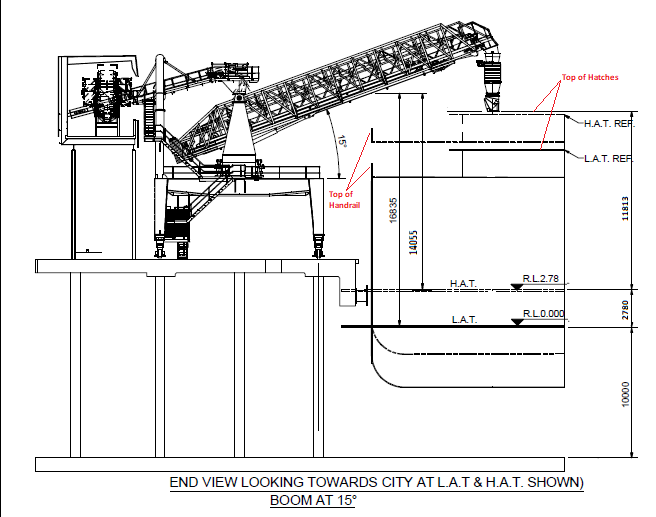 Top of Hatches
H.A.T. REF.
L.A.T. REF.
15°
Top of
Handrail
16835
14055
11813
H.A.T.
R.L.2.78
2780
L.A.T.
R.L.0.000
10000
END VIEW LOOKING TOWARDS CITY AT L.A.T & H.A.T. SHOWN)
BOOM AT 15°